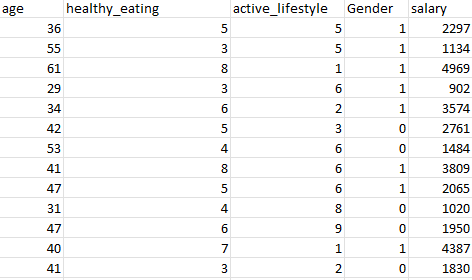 age healthy_eating active_lifestyle Gender salary
36 5 5 1 2297
55 3 5 1 1134
61 8 1 1 4969
29 3 6 1 902
34 6 2 1 3574
42 5 3 0 2761
53 4 6 0 1484
41 8 6 1 3809
47 5 6 1 2065
31 4 8 0 1020
47 6 9 0 1950
40 7 1 1 4387
41 3 2 0 1830